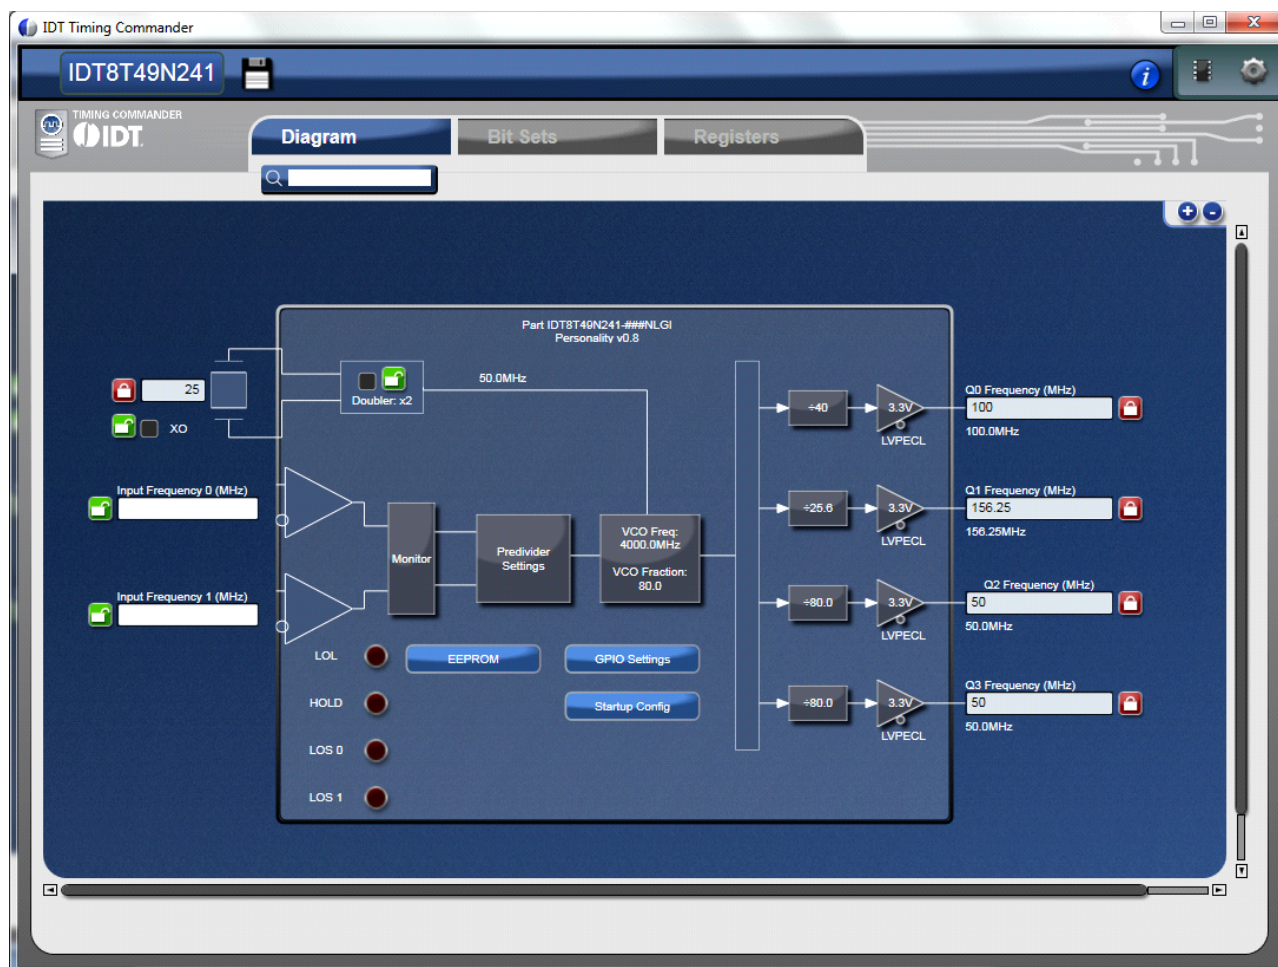 IDT Timing Commander
IDT8T49N241
TIMING COMMANDER
IDT.
Diagram
Bit Sets
Registers
Part IDT8T49N241-###NLGI
Personality v0.8
25
XO
Doubler: x2
50.0MHz
Input Frequency 0 (MHz)
Input Frequency 1 (MHz)
Monitor
Predivider
Settings
VCO Freq:
4000.0MHz
VCO Fraction:
80.0
÷40
3.3V
LVPECL
Q0 Frequency (MHz)
100
100.0MHz
÷25.6
3.3V
LVPECL
Q1 Frequency (MHz)
156.25
156.25MHz
÷80.0
3.3V
LVPECL
Q2 Frequency (MHz)
50
50.0MHz
÷80.0
3.3V
LVPECL
Q3 Frequency (MHz)
50
50.0MHz
LOL
EEPROM
GPIO Settings
HOLD
Startup Config
LOS 0
LOS 1